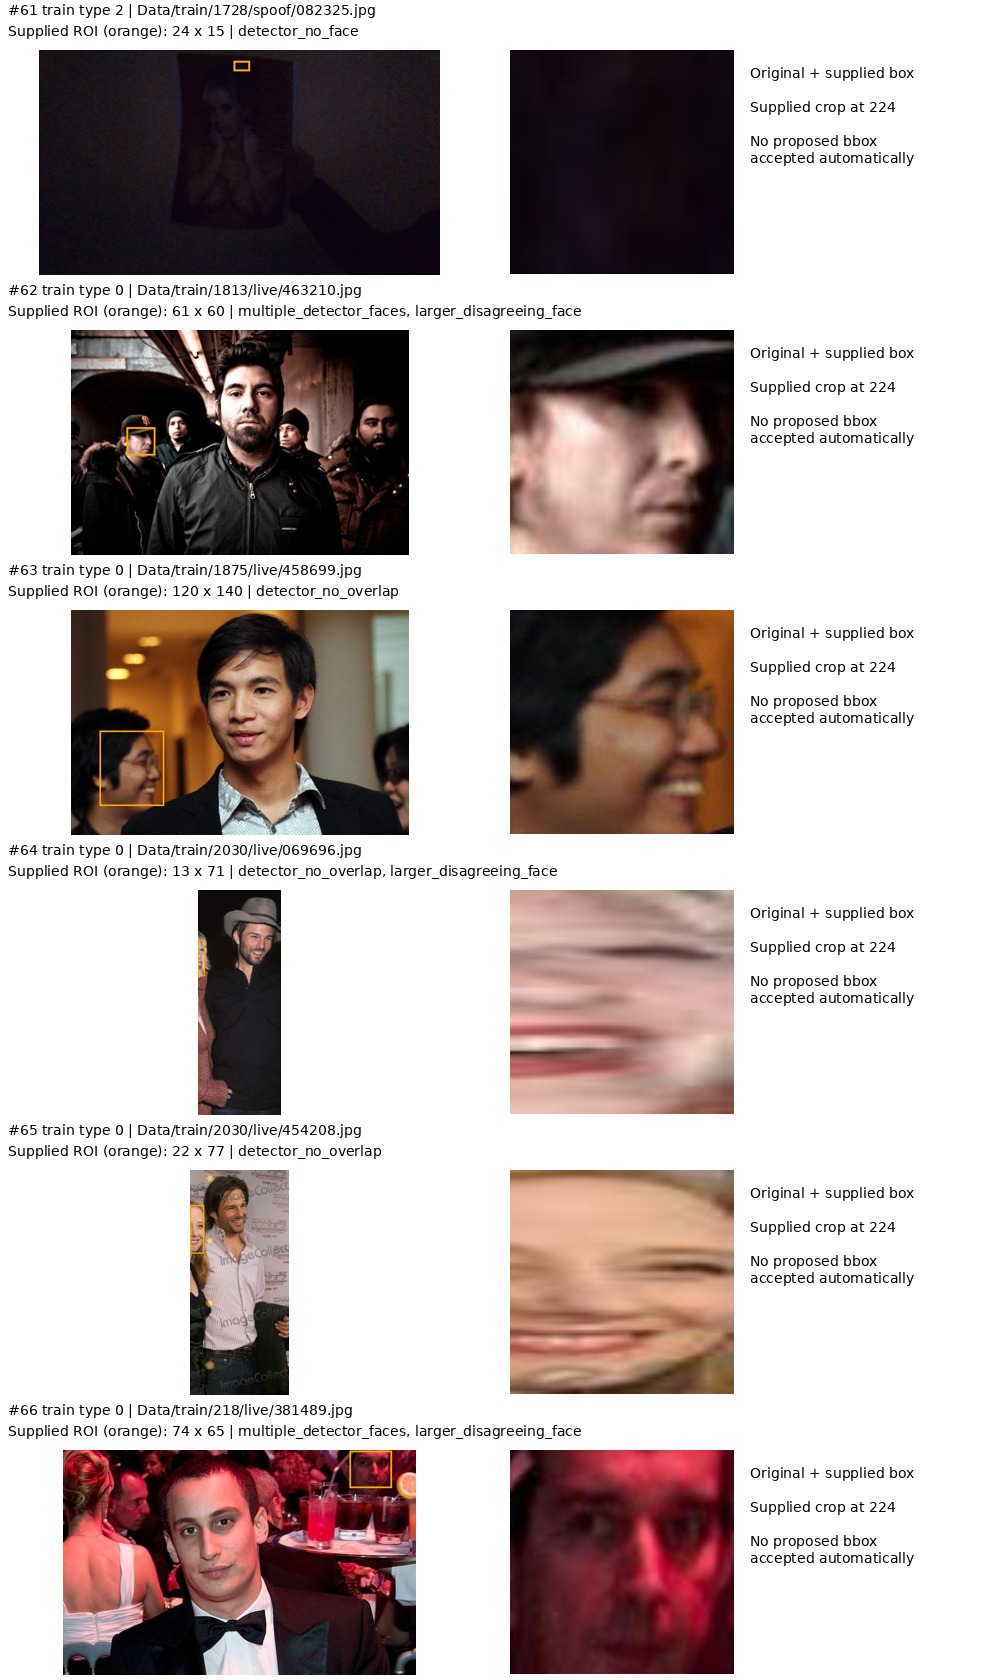 #61 train type 2 | Data/train/1728/spoof/082325.jpg
Supplied ROI (orange): 24 x 15 | detector_no_face
Original + supplied box
Supplied crop at 224
No proposed bbox
accepted automatically
#62 train type 0 | Data/train/1813/live/463210.jpg
Supplied ROI (orange): 61 x 60 | multiple_detector_faces, larger_disagreeing_face
Original + supplied box
Supplied crop at 224
No proposed bbox
accepted automatically
#63 train type 0 | Data/train/1875/live/458699.jpg
Supplied ROI (orange): 120 x 140 | detector_no_overlap
Original + supplied box
Supplied crop at 224
No proposed bbox
accepted automatically
#64 train type 0 | Data/train/2030/live/069696.jpg
Supplied ROI (orange): 13 x 71 | detector_no_overlap, larger_disagreeing_face
Original + supplied box
Supplied crop at 224
No proposed bbox
accepted automatically
#65 train type 0 | Data/train/2030/live/454208.jpg
Supplied ROI (orange): 22 x 77 | detector_no_overlap
Original + supplied box
Supplied crop at 224
No proposed bbox
accepted automatically
#66 train type 0 | Data/train/218/live/381489.jpg
Supplied ROI (orange): 74 x 65 | multiple_detector_faces, larger_disagreeing_face
Original + supplied box
Supplied crop at 224
No proposed bbox
accepted automatically